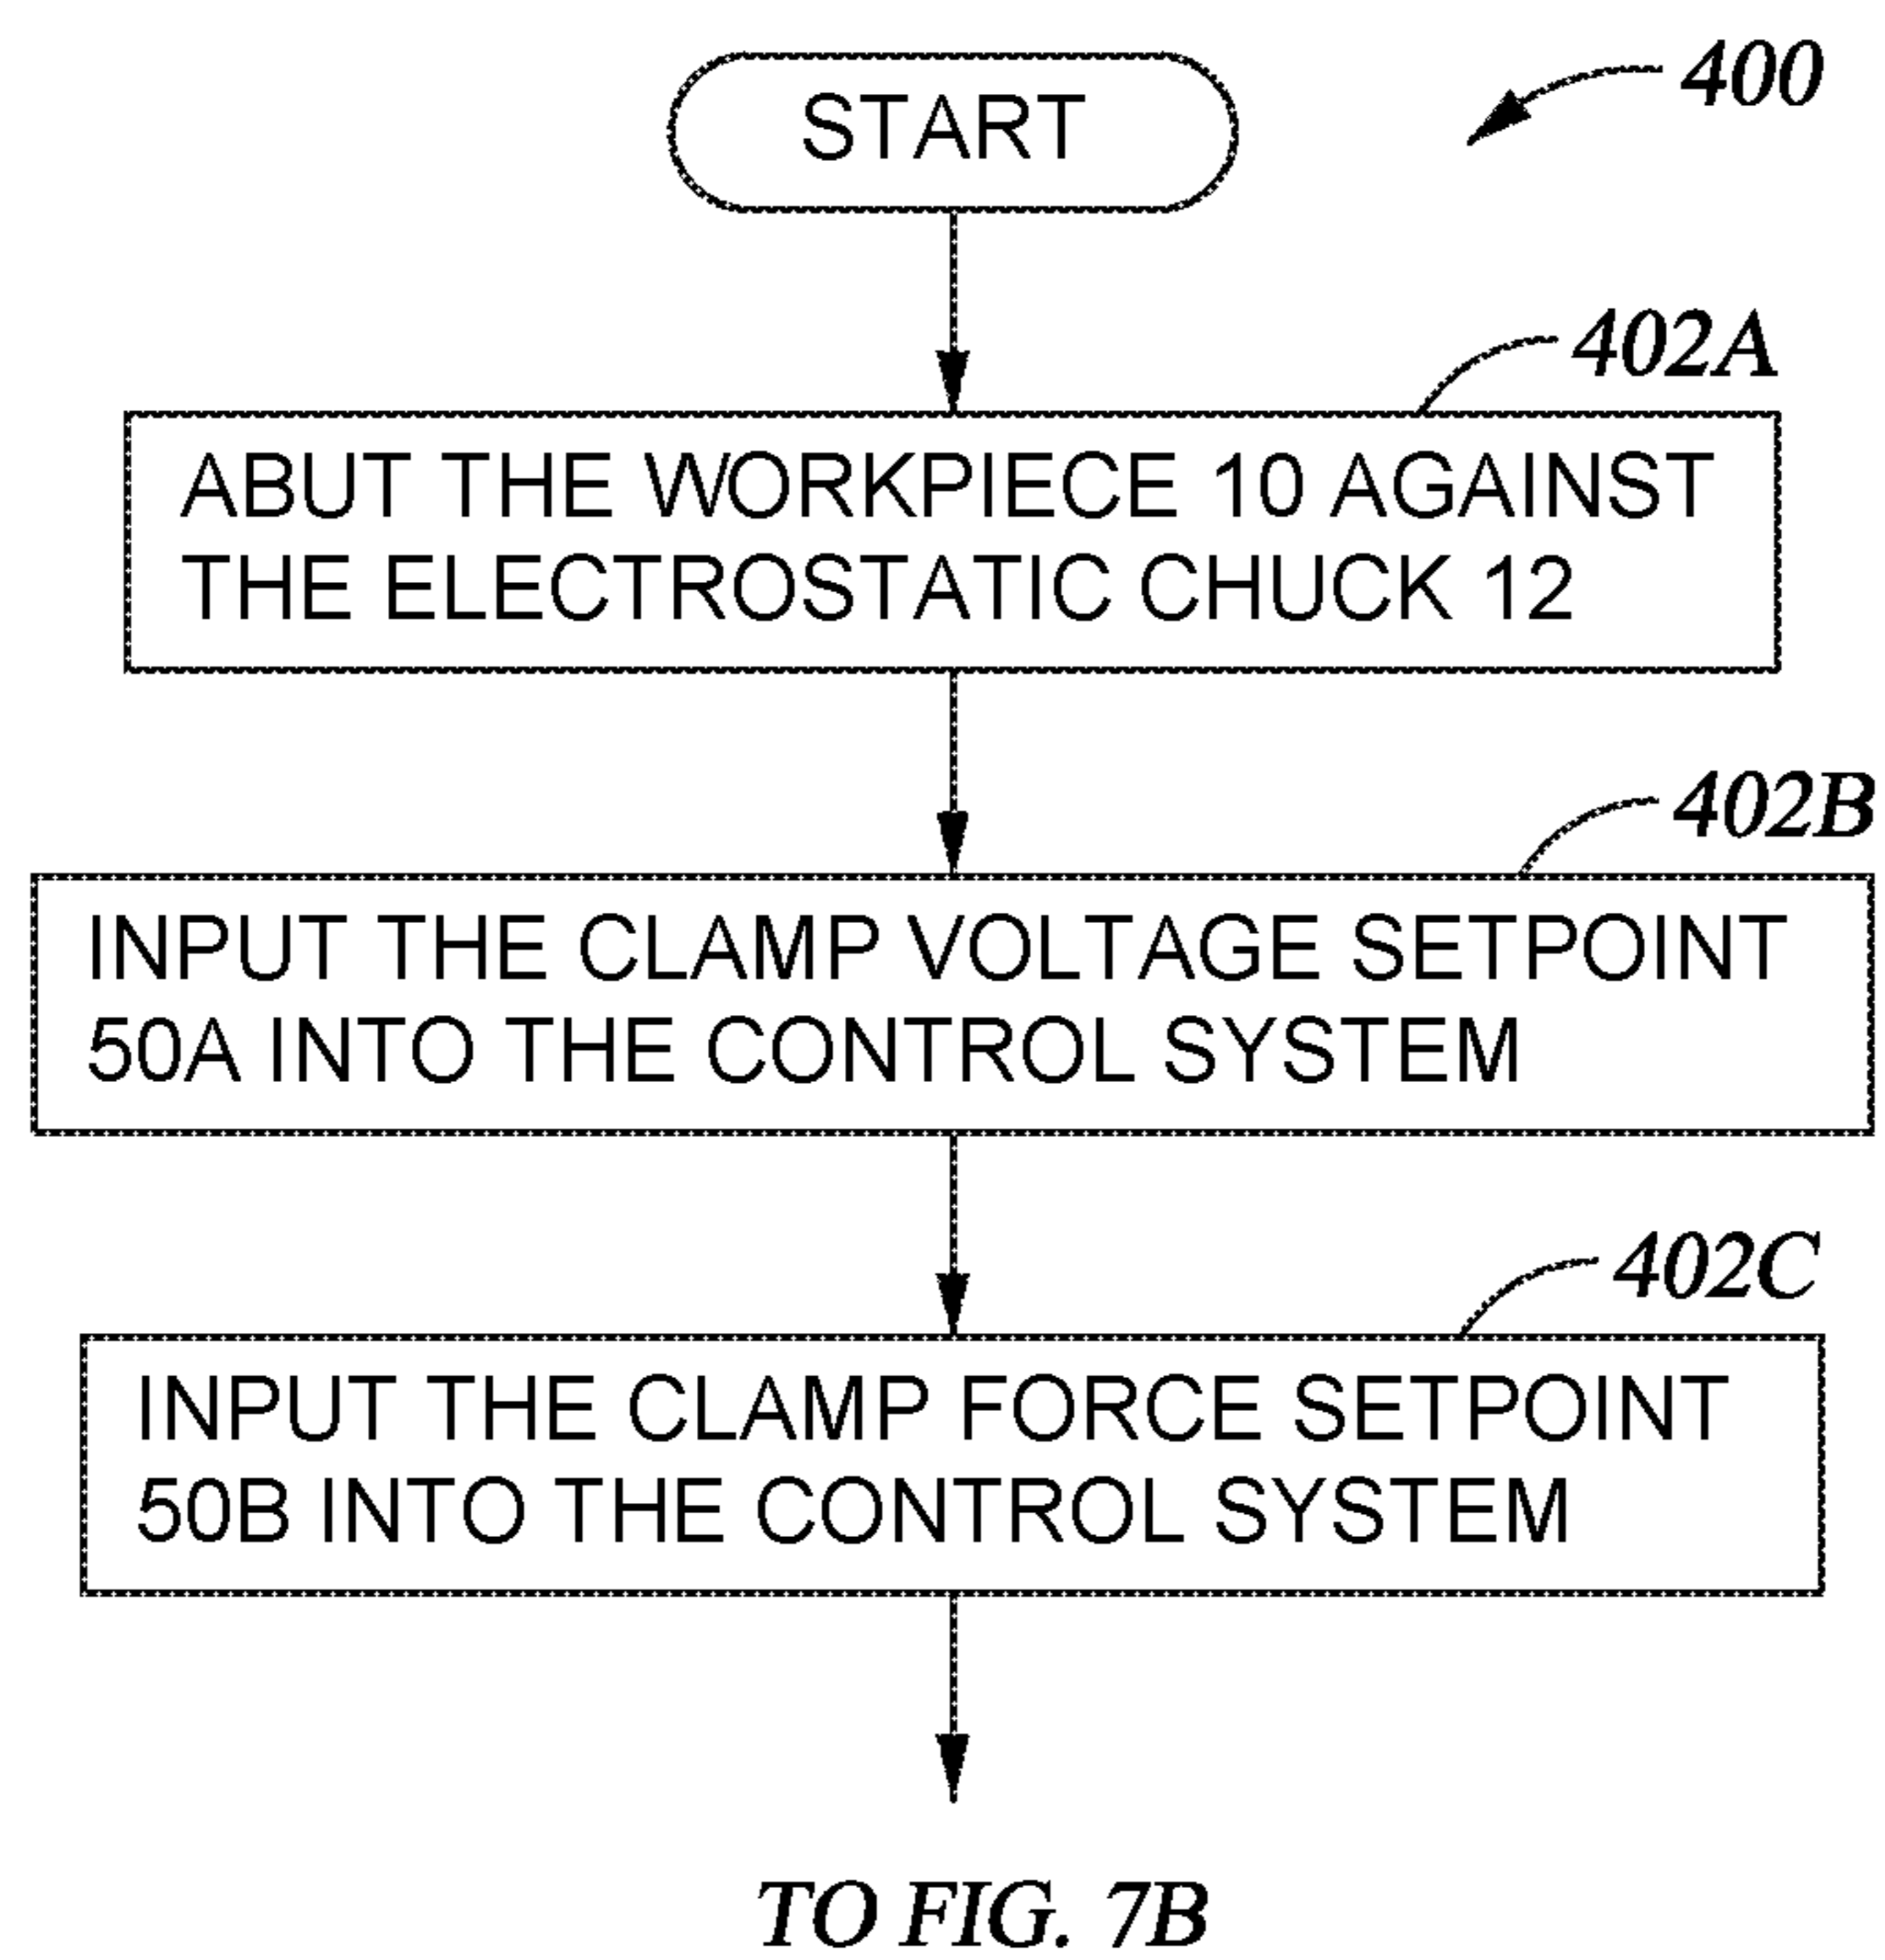 START
400
402A
ABUT THE WORKPIECE 10 AGAINST
THE ELECTROSTATIC CHUCK 12
402B
INPUT THE CLAMP VOLTAGE SETPOINT
50A INTO THE CONTROL SYSTEM
402C
INPUT THE CLAMP FORCE SETPOINT
50B INTO THE CONTROL SYSTEM
TO FIG. 7B